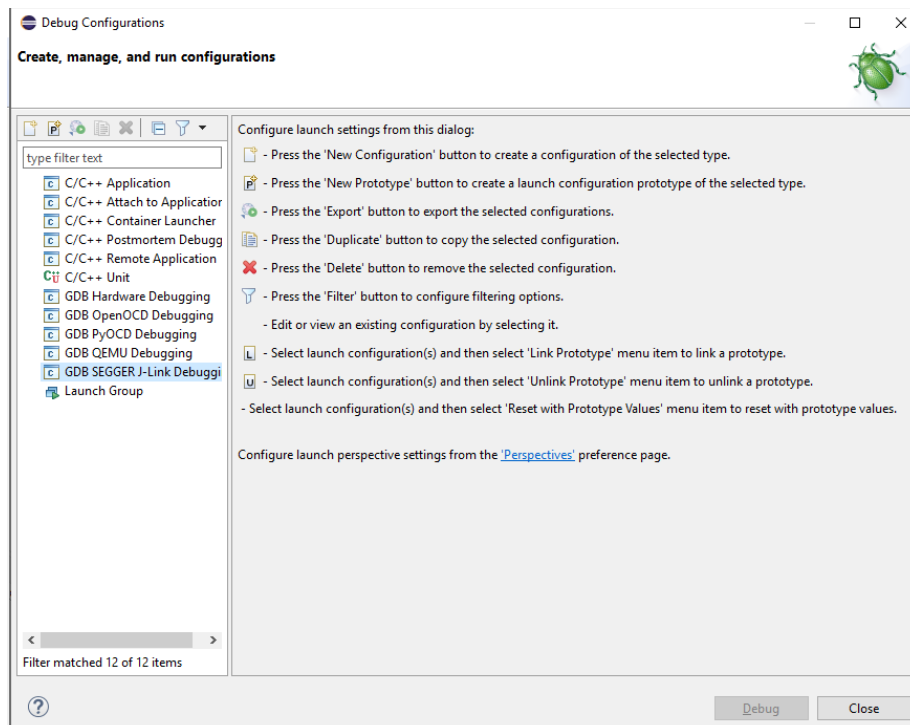 Debug Configurations
Create, manage, and run configurations
type filter text
C/C++ Application
C/C++ Attach to Application
C/C++ Container Launcher
C/C++ Postmortem Debugg
C/C++ Remote Application
C/C++ Unit
GDB Hardware Debugging
GDB OpenOCD Debugging
GDB PyOCD Debugging
GDB QEMU Debugging
GDB SEGGER J-Link Debuggi
Launch Group
Filter matched 12 of 12 items
Configure launch settings from this dialog:
- Press the 'New Configuration' button to create a configuration of the selected type.
- Press the 'New Prototype' button to create a launch configuration prototype of the selected type.
- Press the 'Export' button to export the selected configurations.
- Press the 'Duplicate' button to copy the selected configuration.
- Press the 'Delete' button to remove the selected configuration.
- Press the 'Filter' button to configure filtering options.
- Edit or view an existing configuration by selecting it.
- Select launch configuration(s) and then select 'Link Prototype' menu item to link a prototype.
- Select launch configuration(s) and then select 'Unlink Prototype' menu item to unlink a prototype.
- Select launch configuration(s) and then select 'Reset with Prototype Values' menu item to reset with prototype values.
Configure launch perspective settings from the 'Perspectives' preference page.
Debug
Close